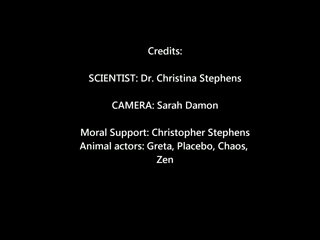 Credits:
SCIENTIST: Dr. Christina Stephens
CAMERA: Sarah Damon
Moral Support: Christopher Stephens
Animal actors: Greta, Placebo, Chaos,
Zen